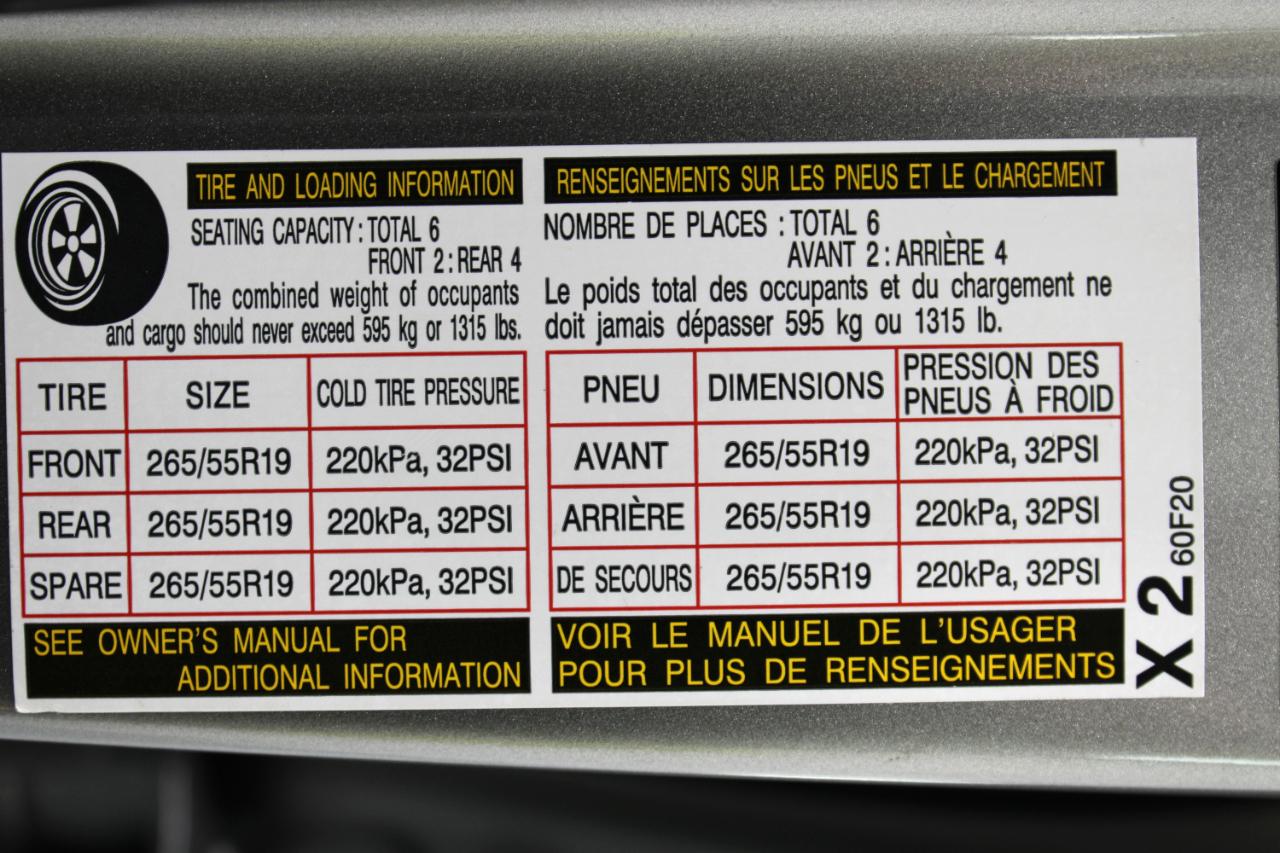 TIRE AND LOADING INFORMATION
SEATING CAPACITY : TOTAL 6
FRONT 2 : REAR 4
The combined weight of occupants
and cargo should never exceed 595 kg or 1315 lbs.
TIRE SIZE COLD TIRE PRESSURE
FRONT 265/55R19 220kPa, 32PSI
REAR 265/55R19 220kPa, 32PSI
SPARE 265/55R19 220kPa, 32PSI
SEE OWNER'S MANUAL FOR
ADDITIONAL INFORMATION
RENSEIGNEMENTS SUR LES PNEUS ET LE CHARGEMENT
NOMBRE DE PLACES : TOTAL 6
AVANT 2 : ARRIÈRE 4
Le poids total des occupants et du chargement ne
doit jamais dépasser 595 kg ou 1315 lb.
PNEU DIMENSIONS PRESSION DES
PNEUS À FROID
AVANT 265/55R19 220kPa, 32PSI
ARRIÈRE 265/55R19 220kPa, 32PSI
DE SECOURS 265/55R19 220kPa, 32PSI
VOIR LE MANUEL DE L'USAGER
POUR PLUS DE RENSEIGNEMENTS
X 2 60F20